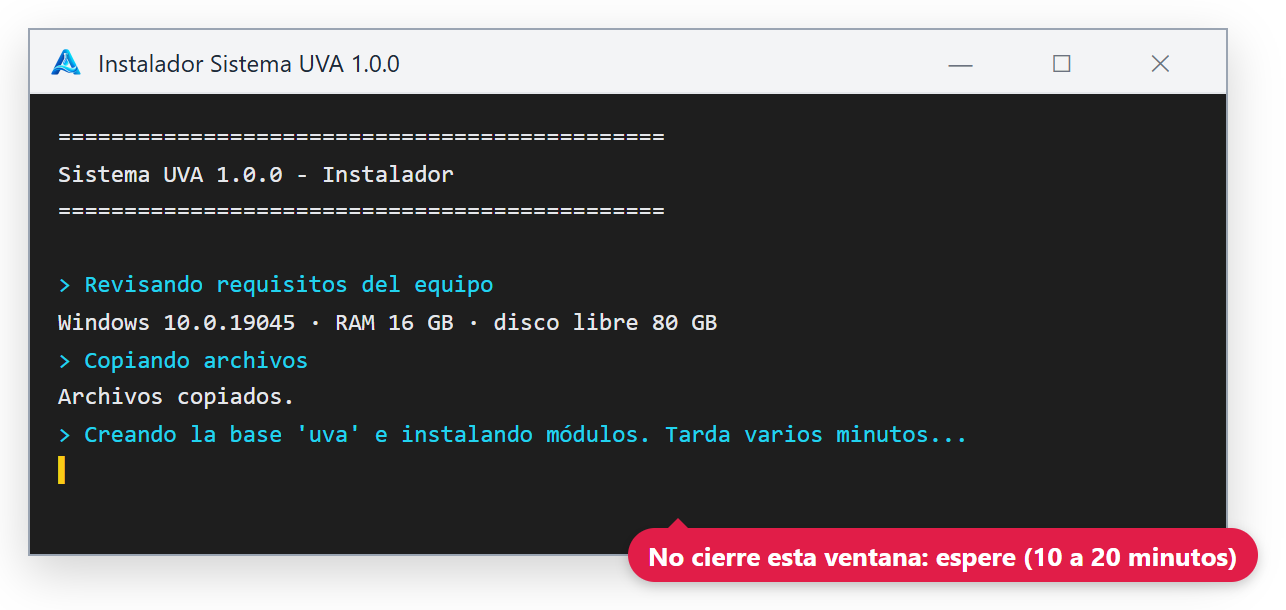 Instalador Sistema UVA 1.0.0
==============================================
Sistema UVA 1.0.0 - Instalador
==============================================
> Revisando requisitos del equipo
Windows 10.0.19045 · RAM 16 GB · disco libre 80 GB
> Copiando archivos
Archivos copiados.
> Creando la base 'uva' e instalando módulos. Tarda varios minutos...
No cierre esta ventana: espere (10 a 20 minutos)